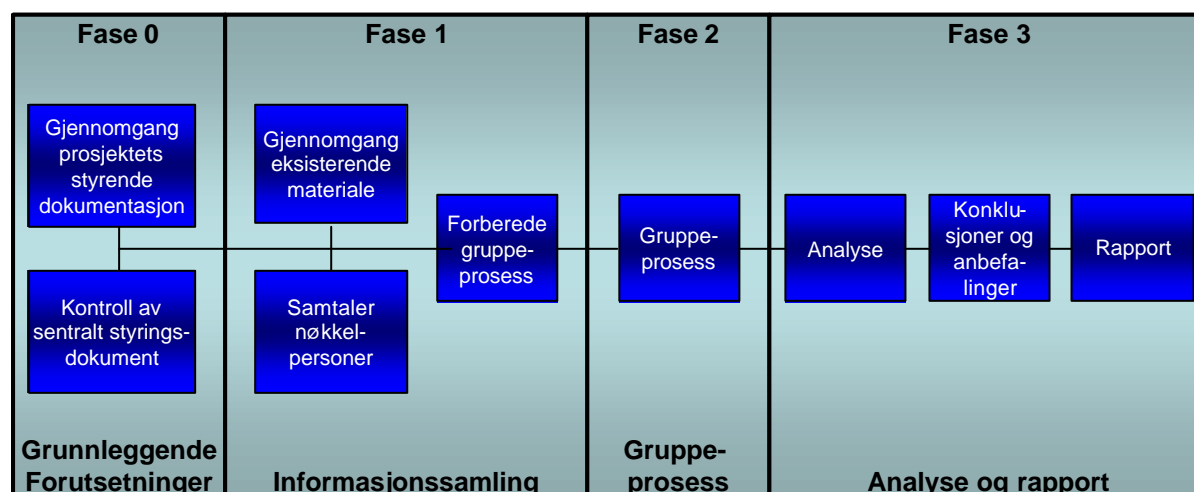 Fase 0
Fase 1
Fase 2
Fase 3
Gjennomgang
prosjektets
styrende
dokumentasjon
Kontroll av
sentralt styrings-
dokument
Gjennomgang
eksisterende
materiale
Samtaler
nøkkel-
personer
Forberede
gruppe-
prosess
Gruppe-
prosess
Analyse
Konklu-
sjoner og
anbefa-
linger
Rapport
Grunnleggende
Forutsetninger
Informasjonssamling
Gruppe-
prosess
Analyse og rapport